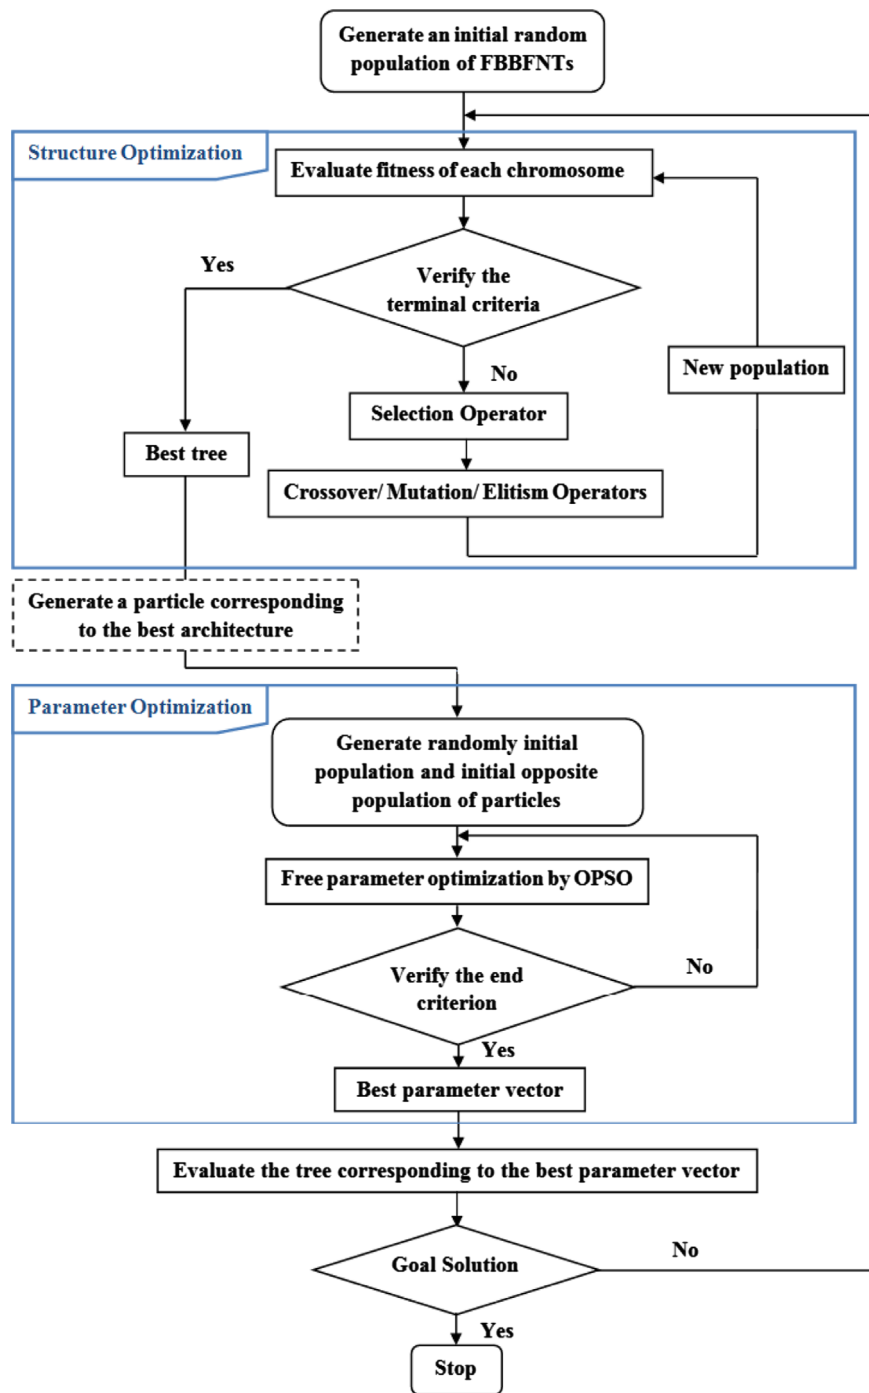 Generate an initial random
population of FBBFNTs
Structure Optimization
Evaluate fitness of each chromosome
Yes
Verify the
terminal criteria
New population
No
Selection Operator
Best tree
Crossover/ Mutation/ Elitism Operators
Generate a particle corresponding
to the best architecture
Parameter Optimization
Generate randomly initial
population and initial opposite
population of particles
Free parameter optimization by OPSO
Verify the end
criterion
No
Yes
Best parameter vector
Evaluate the tree corresponding to the best parameter vector
Goal Solution
No
Yes
Stop